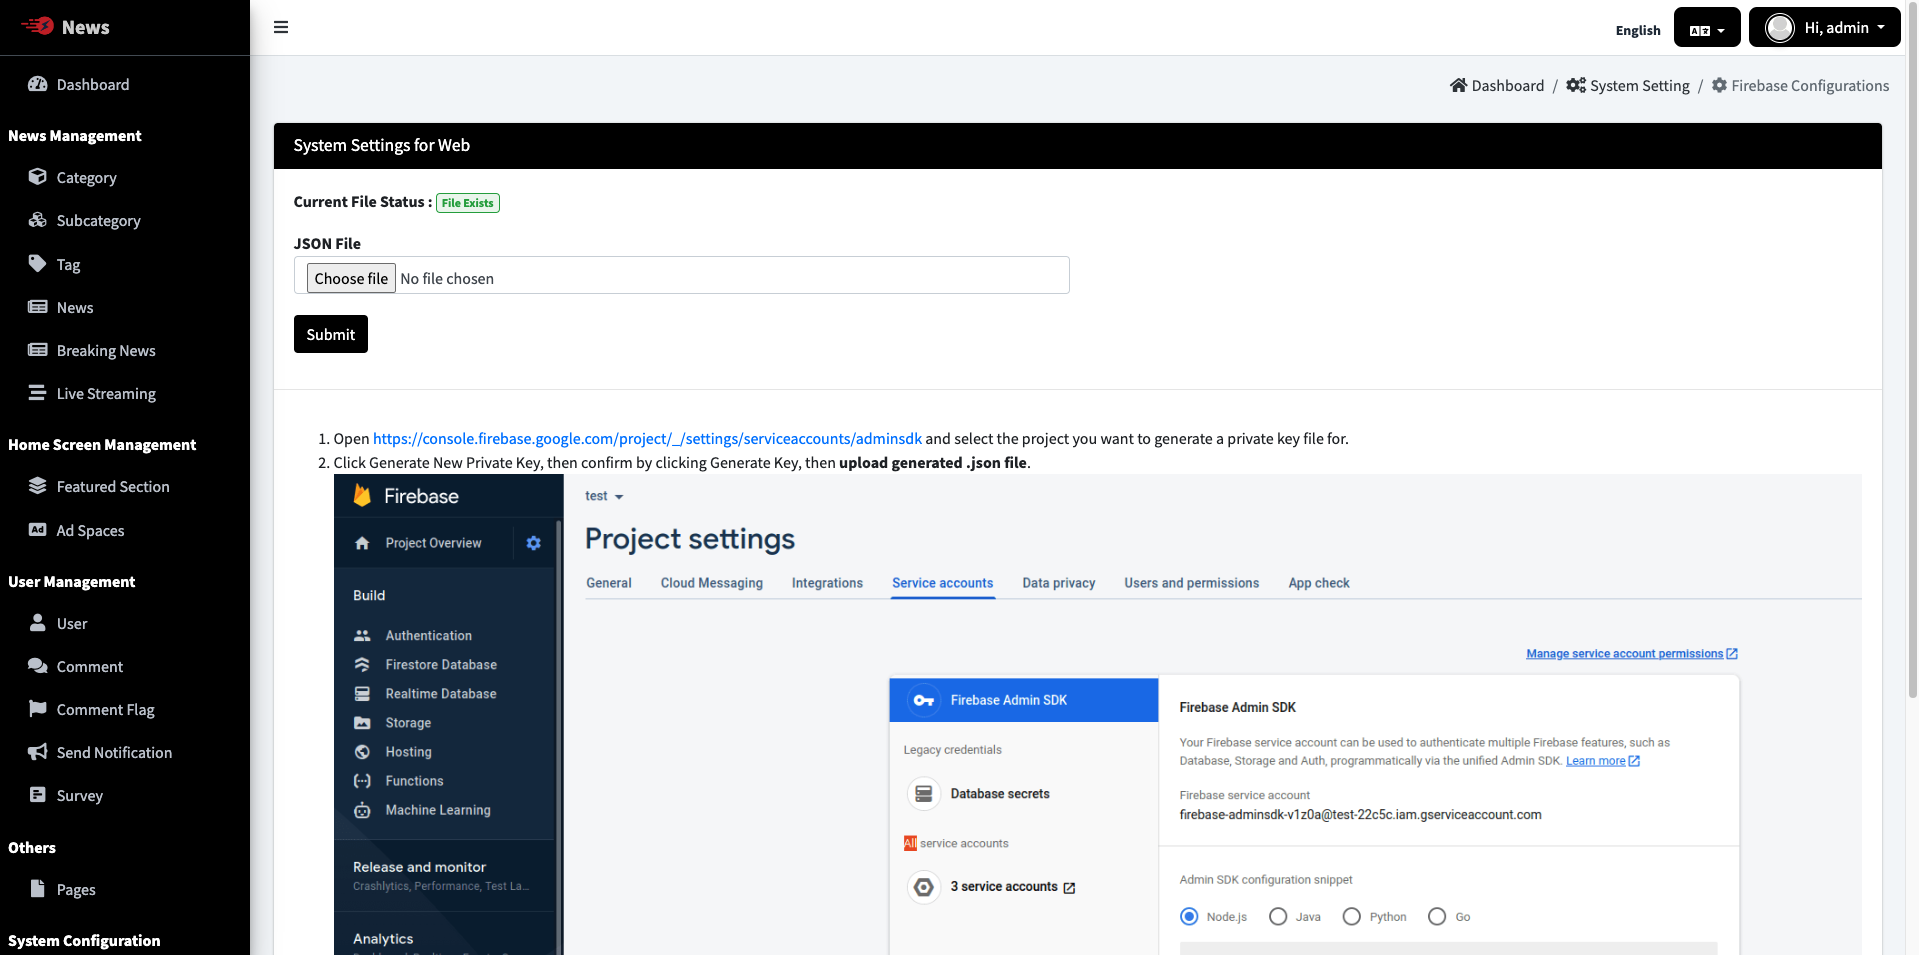 News
English
Hi, admin
Dashboard / System Setting / Firebase Configurations
Dashboard
News Management
Category
Subcategory
Tag
News
Breaking News
Live Streaming
Home Screen Management
Featured Section
Ad Spaces
User Management
User
Comment
Comment Flag
Send Notification
Survey
Others
Pages
System Configuration
System Settings for Web
Current File Status : File Exists
JSON File
Choose file No file chosen
Submit
1. Open https://console.firebase.google.com/project/_/settings/serviceaccounts/adminsdk and select the project you want to generate a private key file for.
2. Click Generate New Private Key, then confirm by clicking Generate Key, then upload generated .json file.
Firebase
Project Overview
Build
Authentication
Firestore Database
Realtime Database
Storage
Hosting
Functions
Machine Learning
Release and monitor
Crashlytics, Performance, Test La...
Analytics
test
Project settings
General Cloud Messaging Integrations Service accounts Data privacy Users and permissions App check
Manage service account permissions
Firebase Admin SDK
Legacy credentials
Database secrets
All service accounts
3 service accounts
Firebase Admin SDK
Your Firebase service account can be used to authenticate multiple Firebase features, such as
Database, Storage and Auth, programmatically via the unified Admin SDK. Learn more
Firebase service account
firebase-adminsdk-v1z0a@test-22c5c.iam.gserviceaccount.com
Admin SDK configuration snippet
Node.js Java Python Go